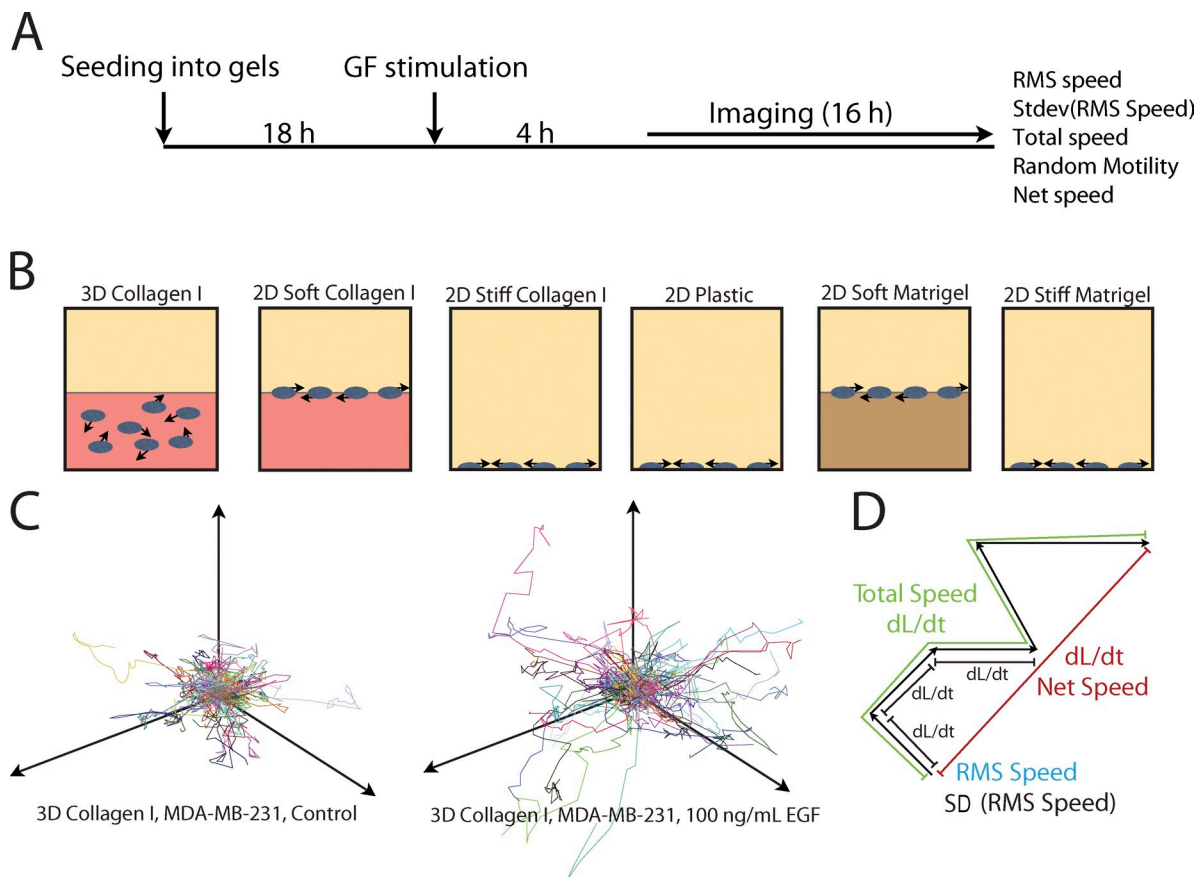 A
Seeding into gels
GF stimulation
18 h
4 h
Imaging (16 h)
RMS speed
Stdev(RMS Speed)
Total speed
Random Motility
Net speed
B
3D Collagen I
2D Soft Collagen I
2D Stiff Collagen I
2D Plastic
2D Soft Matrigel
2D Stiff Matrigel
C
3D Collagen I, MDA-MB-231, Control
3D Collagen I, MDA-MB-231, 100 ng/mL EGF
D
Total Speed
dL/dt
dL/dt
dL/dt
dL/dt
dL/dt
Net Speed
RMS Speed
SD (RMS Speed)